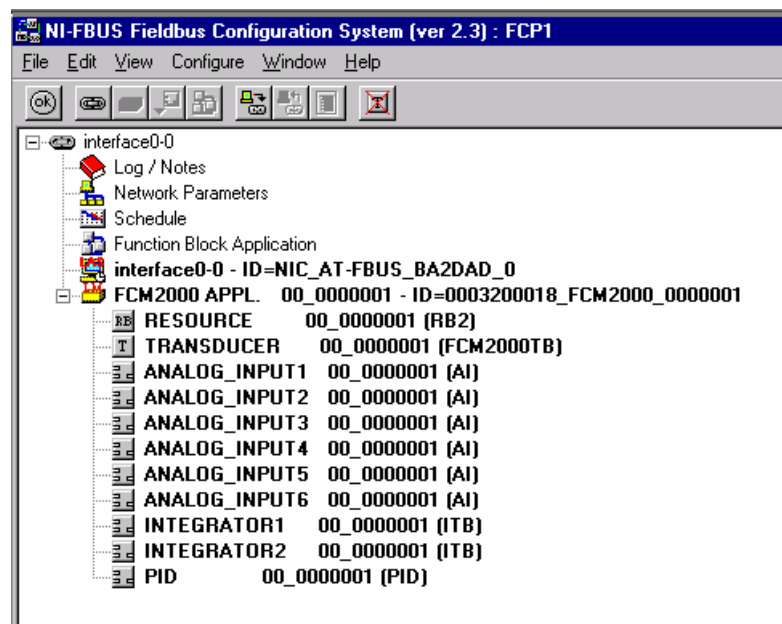 NI-FBUS Fieldbus Configuration System (ver 2.3) : FCP1
File Edit View Configure Window Help
ok T
interface0-0
Log / Notes
Network Parameters
Schedule
Function Block Application
interface0-0 - ID=NIC_AT-FBUS_BA2DAD_0
FCM2000 APPL. 00_0000001 - ID=0003200018_FCM2000_0000001
RB RESOURCE 00_0000001 (RB2)
T TRANSDUCER 00_0000001 (FCM2000TB)
ANALOG_INPUT1 00_0000001 (AI)
ANALOG_INPUT2 00_0000001 (AI)
ANALOG_INPUT3 00_0000001 (AI)
ANALOG_INPUT4 00_0000001 (AI)
ANALOG_INPUT5 00_0000001 (AI)
ANALOG_INPUT6 00_0000001 (AI)
INTEGRATOR1 00_0000001 (ITB)
INTEGRATOR2 00_0000001 (ITB)
PID 00_0000001 (PID)